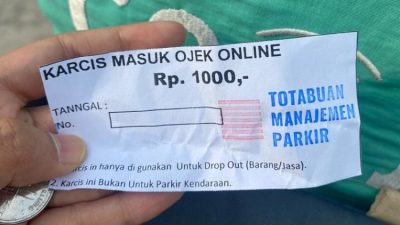 KARCIS MASUK OJEK ONLINE
Rp. 1000,-
TANNGAL :
No.
TOTABUAN
MANAJEMEN
PARKIR
Karcis in hanya di gunakan Untuk Drop Out (Barang/Jasa).
2. Karcis ini Bukan Untuk Parkir Kendaraan.